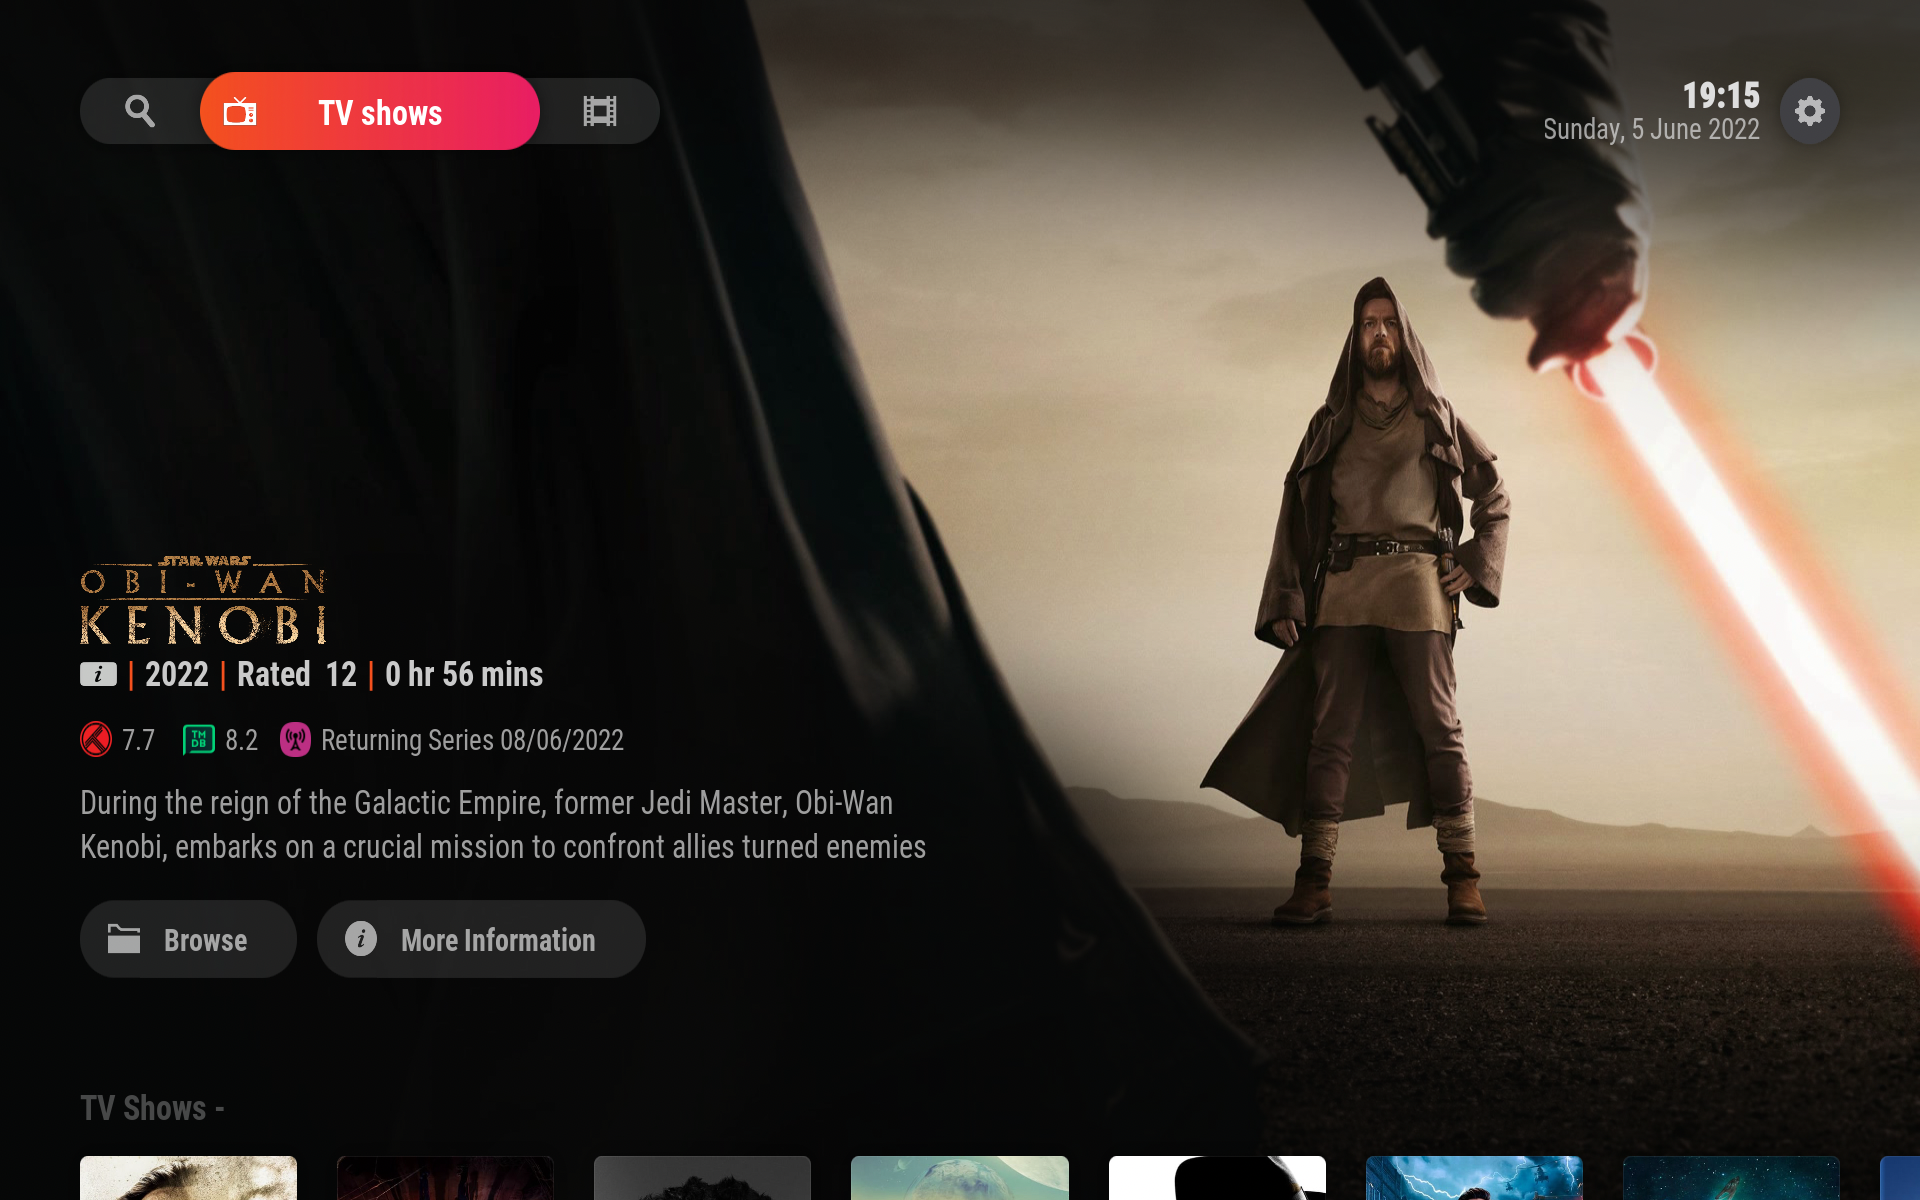 TV shows
19:15
Sunday, 5 June 2022
STAR WARS
OBI-WAN
KENOBI
i | 2022 | Rated 12 | 0 hr 56 mins
7.7 TMDB 8.2 Returning Series 08/06/2022
During the reign of the Galactic Empire, former Jedi Master, Obi-Wan
Kenobi, embarks on a crucial mission to confront allies turned enemies
Browse i More Information
TV Shows -